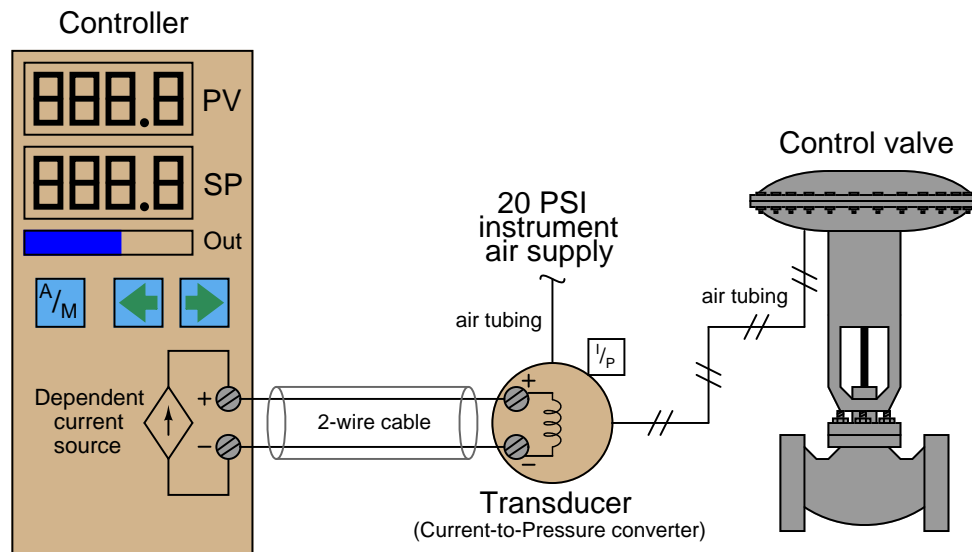 Controller
888.8 PV
888.8 SP
Out
A/M
Dependent
current
source
+
−
2-wire cable
20 PSI
instrument
air supply
air tubing
I/P
+
−
Transducer
(Current-to-Pressure converter)
air tubing
Control valve